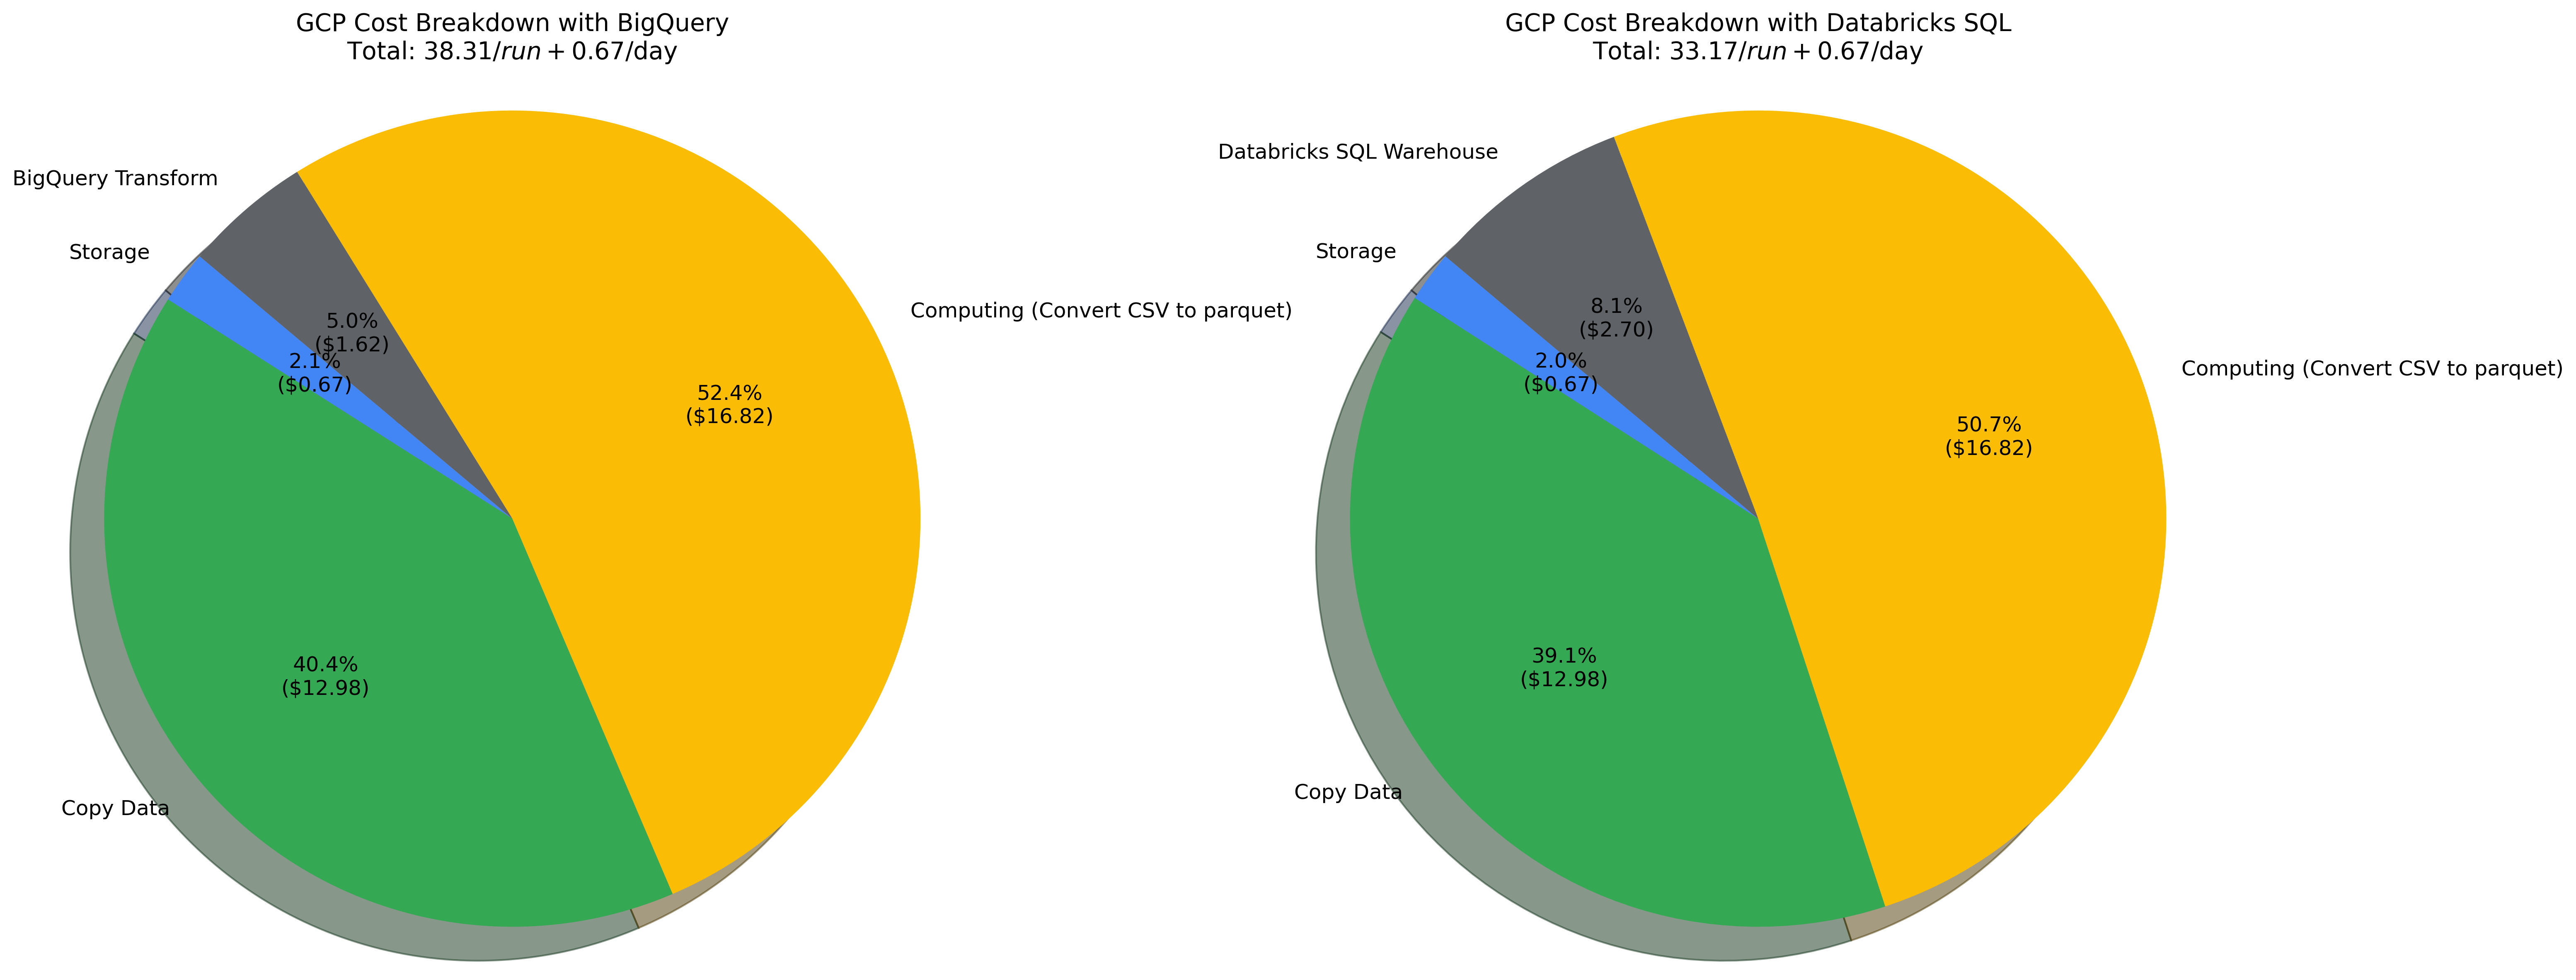 GCP Cost Breakdown with BigQuery
Total: 38.31/run + 0.67/day
BigQuery Transform
Storage
Computing (Convert CSV to parquet)
5.0%
($1.62)
2.1%
($0.67)
52.4%
($16.82)
40.4%
($12.98)
Copy Data
GCP Cost Breakdown with Databricks SQL
Total: 33.17/run + 0.67/day
Databricks SQL Warehouse
Storage
Computing (Convert CSV to parquet)
8.1%
($2.70)
2.0%
($0.67)
50.7%
($16.82)
39.1%
($12.98)
Copy Data